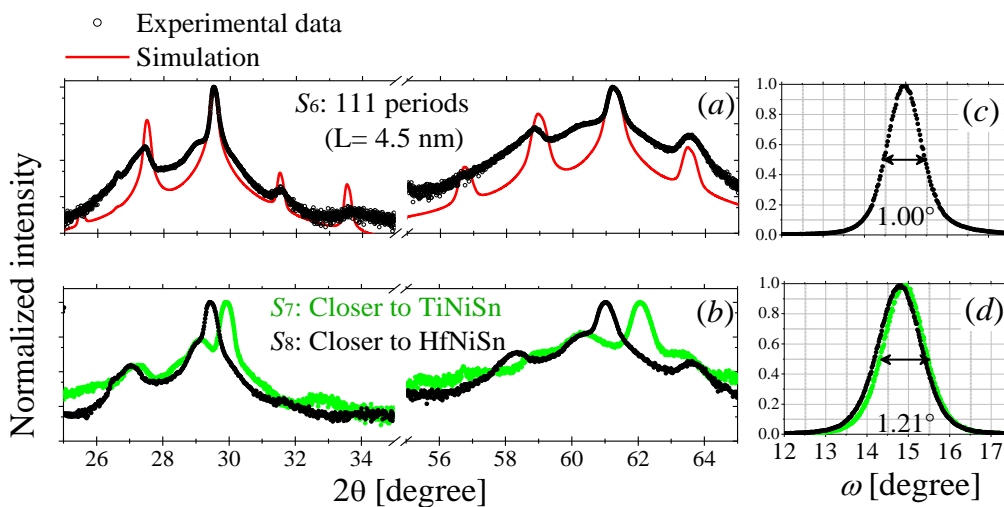 Experimental data
Simulation
S6: 111 periods
(L= 4.5 nm)
(a)
(c)
1.0
0.8
0.6
0.4
0.2
0.0
1.00°
Normalized intensity
S7: Closer to TiNiSn
S8: Closer to HfNiSn
(b)
(d)
1.0
0.8
0.6
0.4
0.2
0.0
1.21°
26 28 30 32 34 56 58 60 62 64
12 13 14 15 16 17
2θ [degree]
ω [degree]